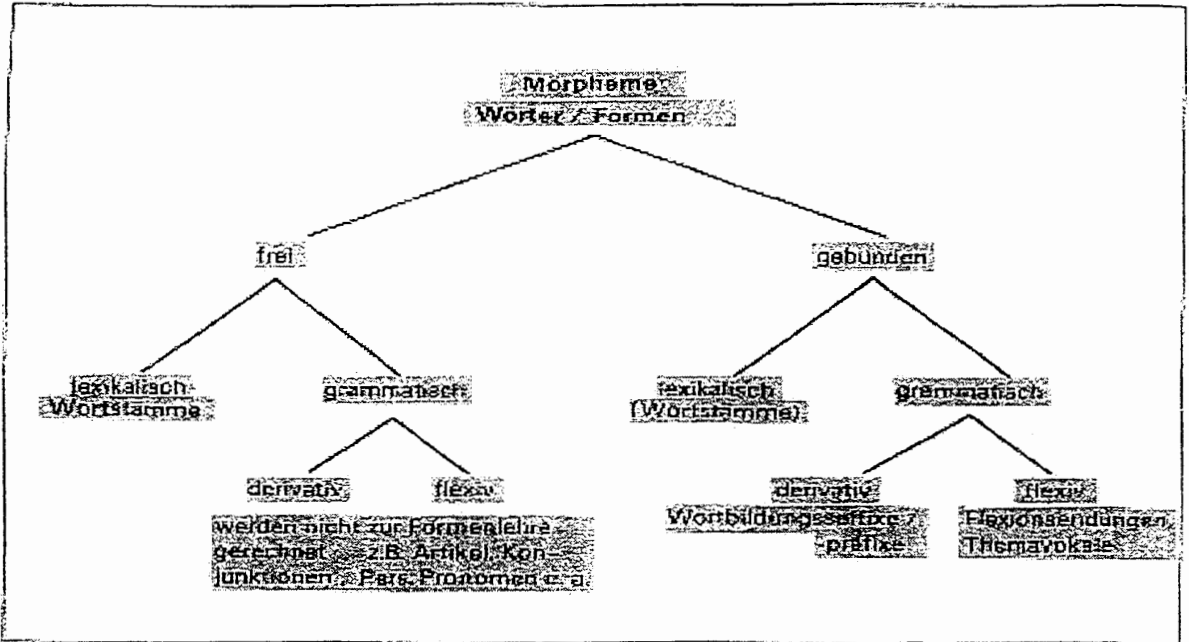 Morpheme
Wörter / Formen
frei
gebunden
lexikalisch
Wortstämme
grammatisch
lexikalisch
(Wortstämme)
grammatisch
derivativ
flexiv
derivativ
flexiv
werden nicht zur Formenlehre
gerechnet z.B. Artikel, Kon-
junktionen, Pers. Pronomen u. a.
Wortbildungssuffixe /
-präfixe
Flexionsendungen
Themavokale